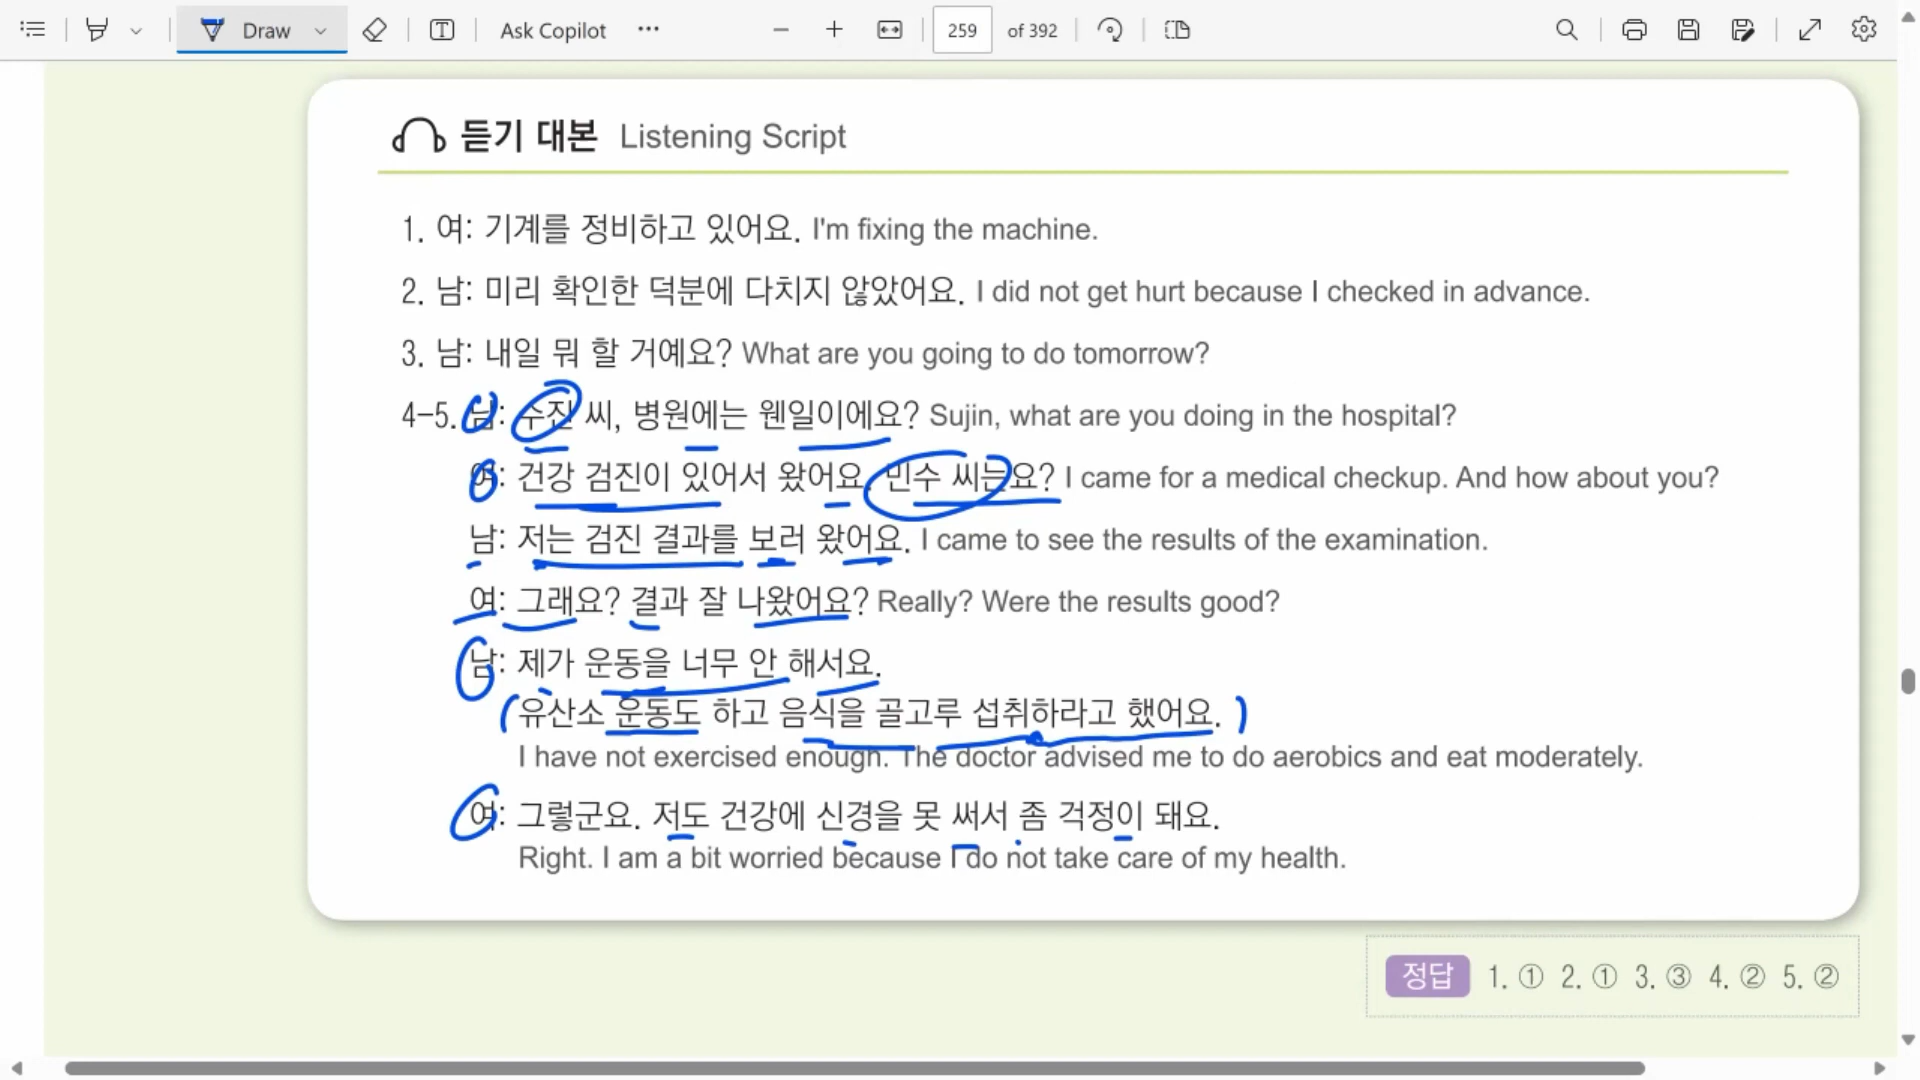 Draw
Ask Copilot
259 of 392
듣기 대본 Listening Script
1. 여: 기계를 정비하고 있어요. I'm fixing the machine.
2. 남: 미리 확인한 덕분에 다치지 않았어요. I did not get hurt because I checked in advance.
3. 남: 내일 뭐 할 거예요? What are you going to do tomorrow?
4-5. 남: 수진 씨, 병원에는 웬일이에요? Sujin, what are you doing in the hospital?
여: 건강 검진이 있어서 왔어요. 민수 씨는요? I came for a medical checkup. And how about you?
남: 저는 검진 결과를 보러 왔어요. I came to see the results of the examination.
여: 그래요? 결과 잘 나왔어요? Really? Were the results good?
남: 제가 운동을 너무 안 해서요.
(유산소 운동도 하고 음식을 골고루 섭취하라고 했어요.)
I have not exercised enough. The doctor advised me to do aerobics and eat moderately.
여: 그렇군요. 저도 건강에 신경을 못 써서 좀 걱정이 돼요.
Right. I am a bit worried because I do not take care of my health.
정답 1. ① 2. ① 3. ③ 4. ② 5. ②